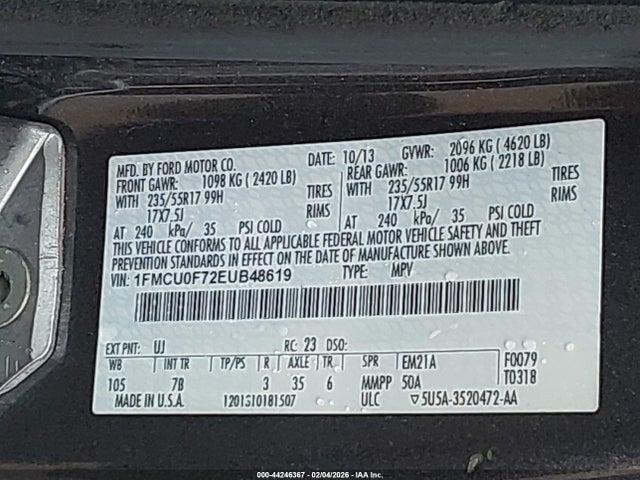 MFD. BY FORD MOTOR CO. DATE: 10/13 GVWR: 2096 KG ( 4620 LB)
FRONT GAWR: 1098 KG ( 2420 LB) REAR GAWR: 1006 KG ( 2218 LB)
WITH 235/55R17 99H TIRES WITH 235/55R17 99H TIRES
17X7.5J RIMS 17X7.5J RIMS
AT 240 kPa/ 35 PSI COLD AT 240 kPa/ 35 PSI COLD
THIS VEHICLE CONFORMS TO ALL APPLICABLE FEDERAL MOTOR VEHICLE SAFETY AND THEFT
PREVENTION STANDARDS IN EFFECT ON THE DATE OF MANUFACTURE SHOWN ABOVE.
VIN: 1FMCU0F72EUB48619 TYPE: MPV
EXT PNT: UJ RC: 23 DSO:
WB INT TR TP/PS R AXLE TR SPR EM21A F0079
105 7B 3 35 6 MMPP 50A T0318
MADE IN U.S.A. 1201S10181507 ULC ▽5U5A-3520472-AA
00-44246367 - 02/04/2026 - IAA Inc.